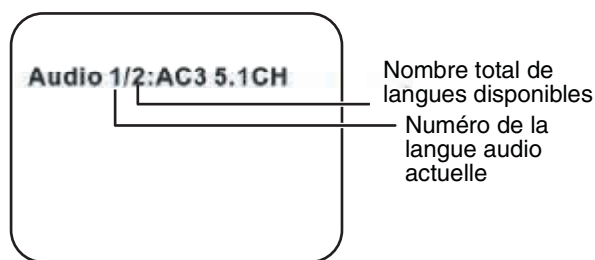 Audio 1/2:AC3 5.1CH
Nombre total de
langues disponibles
Numéro de la
langue audio
actuelle